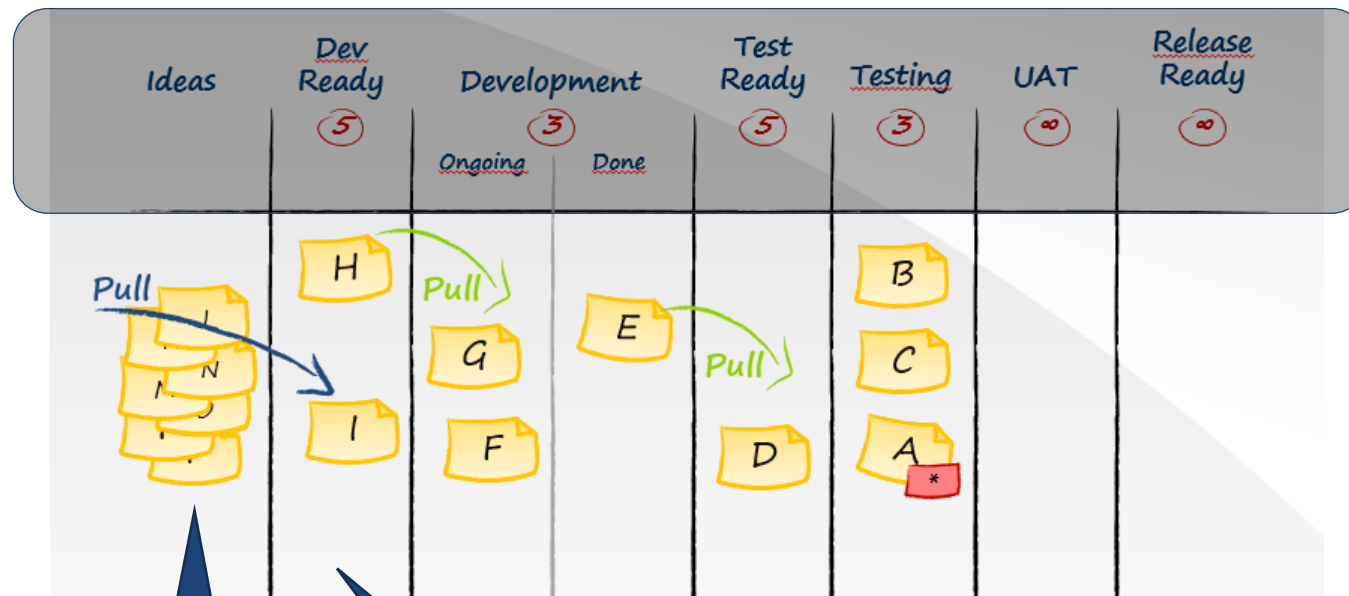 Ideas
Dev
Ready
Development
Test
Ready
Testing
UAT
Release
Ready
5
3
5
3
∞
∞
Ongoing
Done
H
B
Pull
Pull
E
G
C
Pull
N
I
F
D
A
*